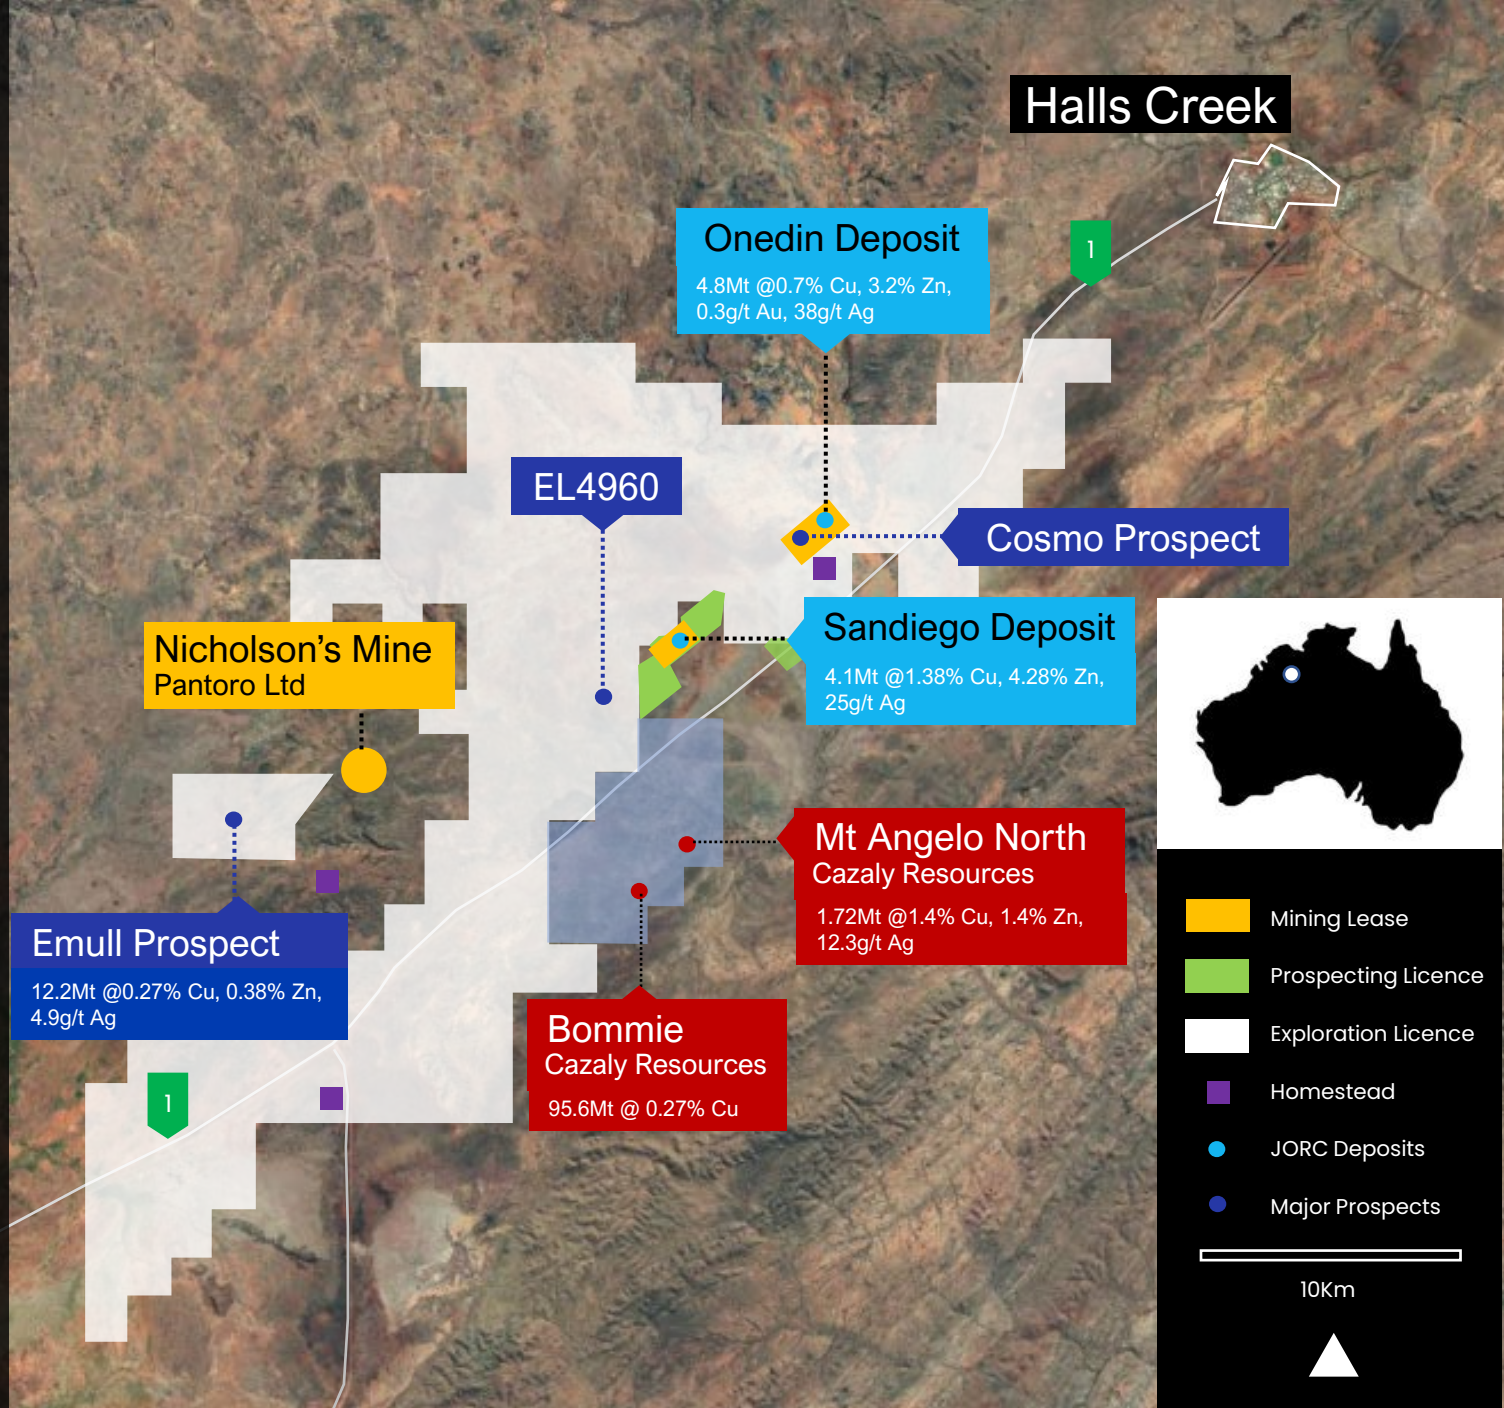 Halls Creek
Onedin Deposit
4.8Mt @0.7% Cu, 3.2% Zn,
0.3g/t Au, 38g/t Ag
1
EL4960
Cosmo Prospect
Nicholson's Mine
Pantoro Ltd
Sandiego Deposit
4.1Mt @1.38% Cu, 4.28% Zn,
25g/t Ag
Mt Angelo North
Cazaly Resources
1.72Mt @1.4% Cu, 1.4% Zn,
12.3g/t Ag
Emull Prospect
12.2Mt @0.27% Cu, 0.38% Zn,
4.9g/t Ag
Bommie
Cazaly Resources
95.6Mt @ 0.27% Cu
1
Mining Lease
Prospecting Licence
Exploration Licence
Homestead
JORC Deposits
Major Prospects
10Km